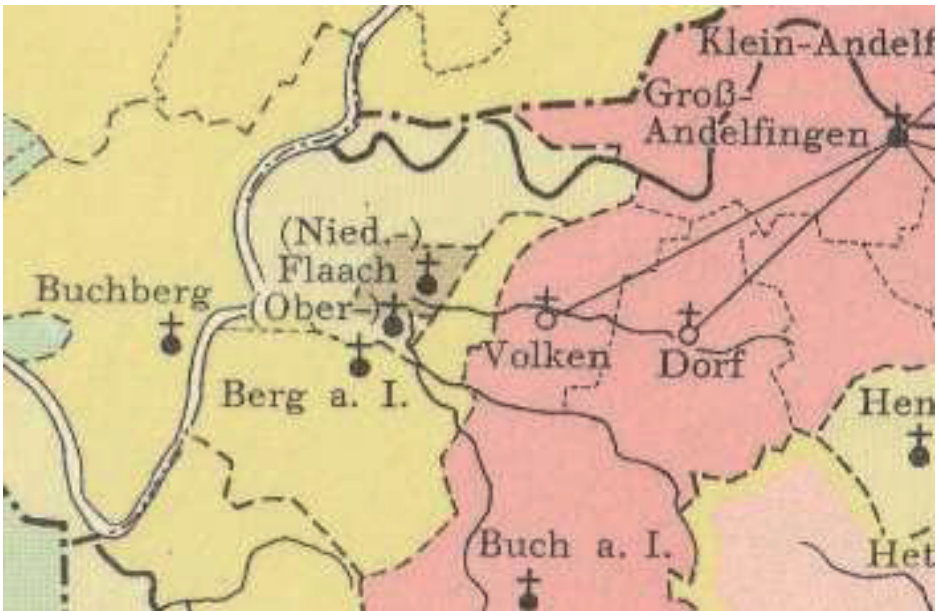 Klein-Andelf
Groß-
Andelfingen
(Nied.-)
Flaach
(Ober-)
Buchberg
Volken
Dorf
Berg a. I.
Hen
Buch a. I.
Het